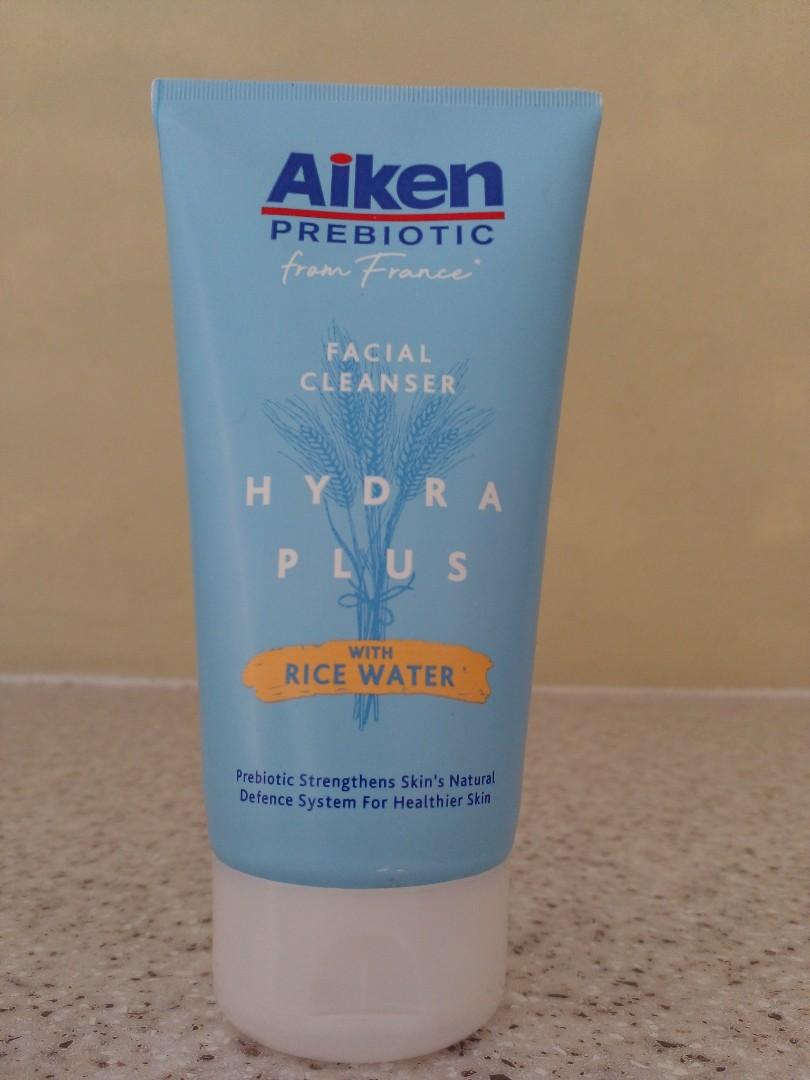 Aiken
PREBIOTIC
from France*
FACIAL
CLEANSER
HYDRA
PLUS
WITH
RICE WATER
Prebiotic Strengthens Skin's Natural
Defence System For Healthier Skin